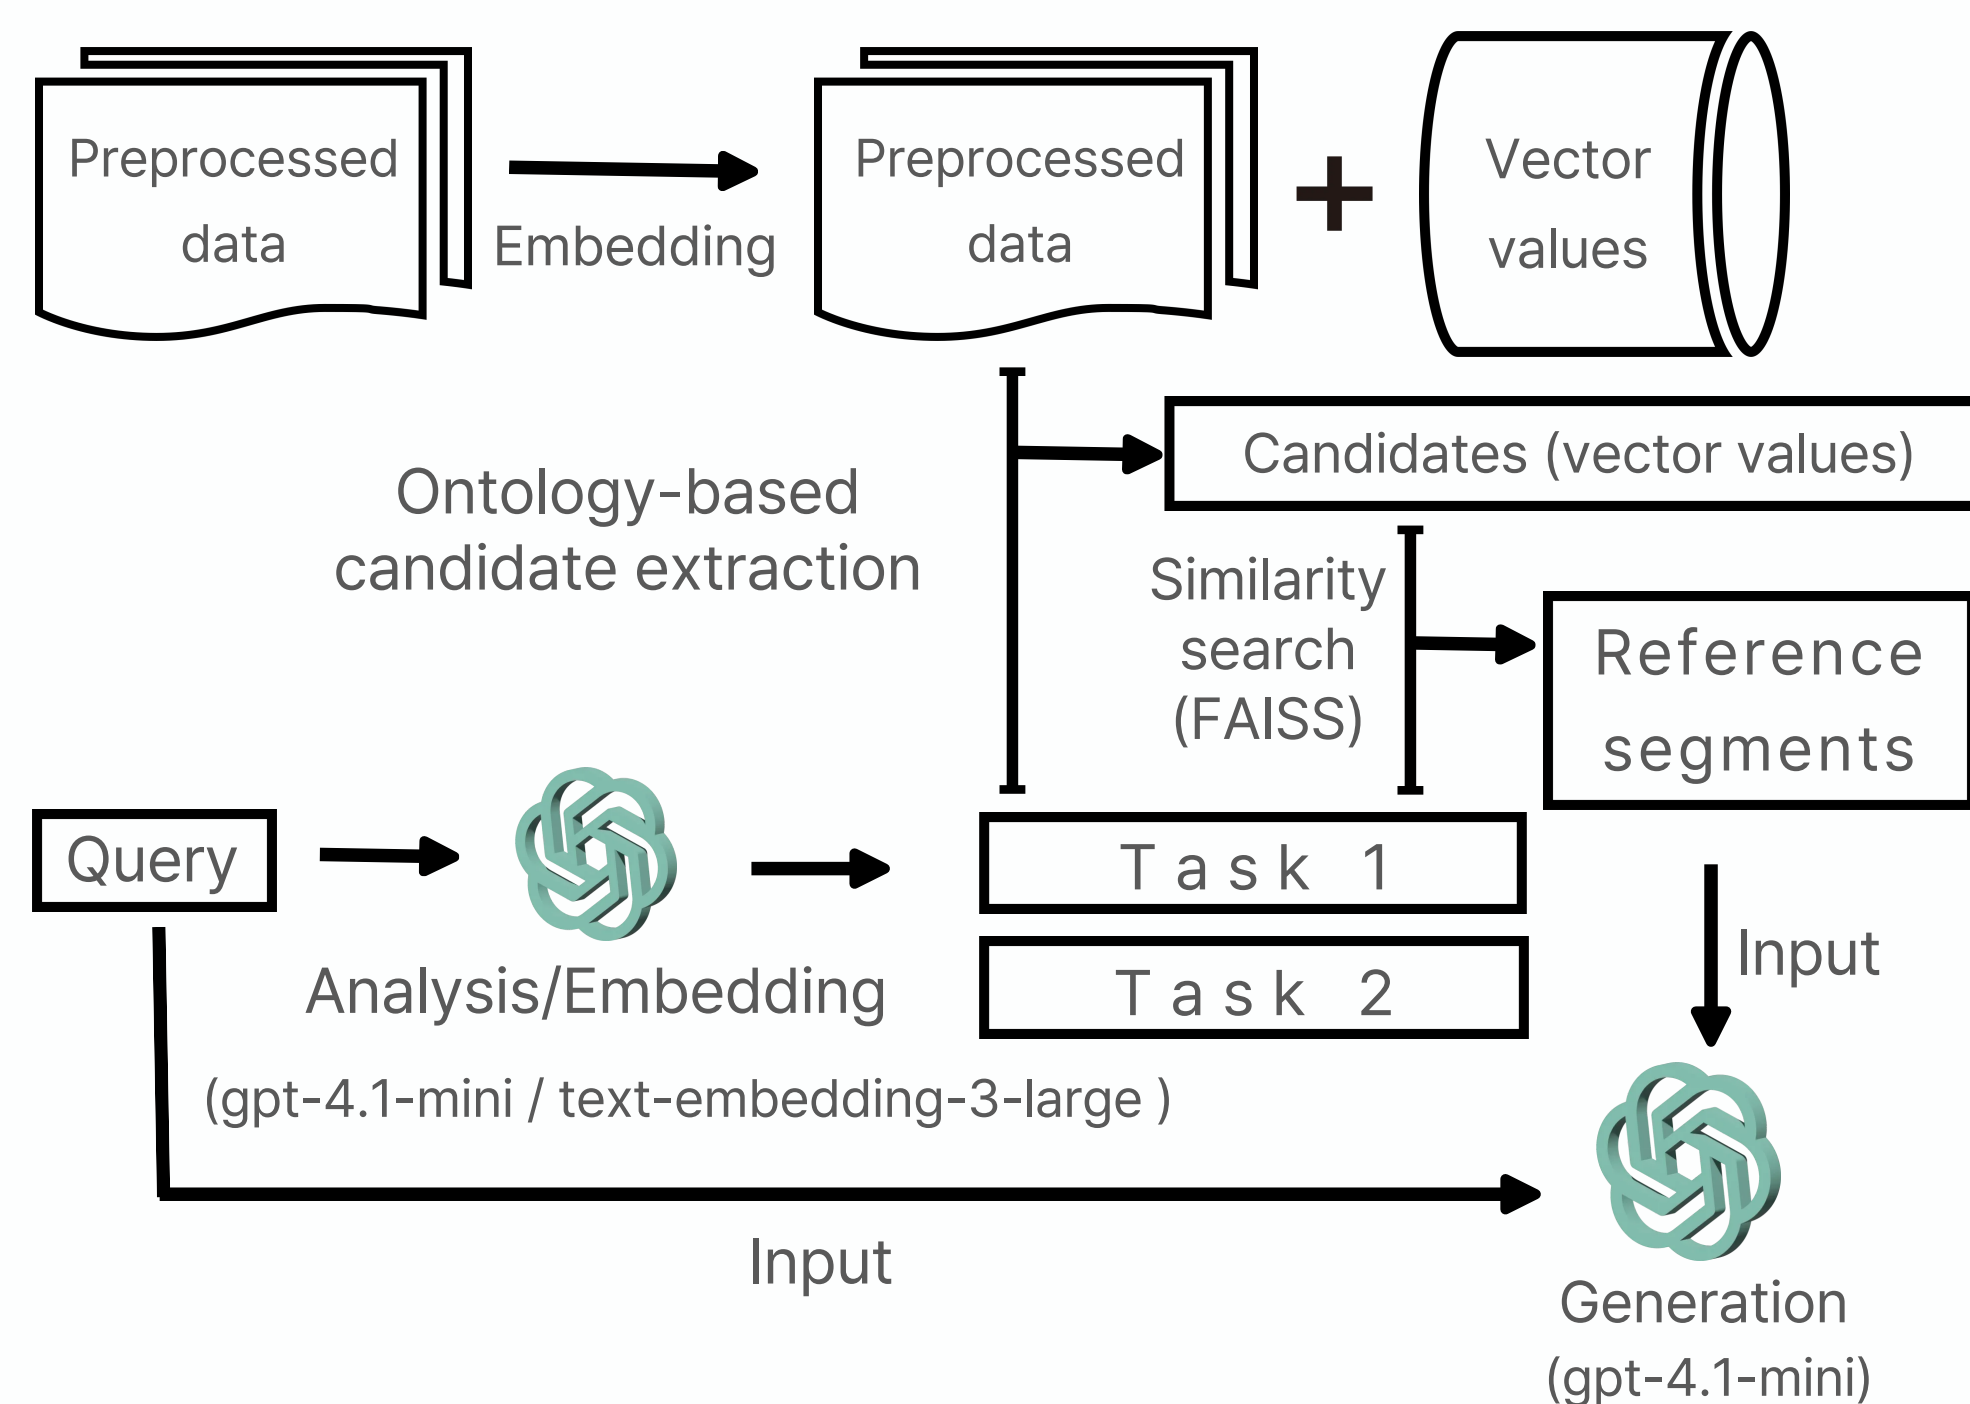 Preprocessed
data
Embedding
Preprocessed
data
+
Vector
values
Candidates (vector values)
Ontology-based
candidate extraction
Similarity
search
(FAISS)
Reference
segments
Query
Analysis/Embedding
(gpt-4.1-mini / text-embedding-3-large )
Task 1
Task 2
Input
Input
Generation
(gpt-4.1-mini)